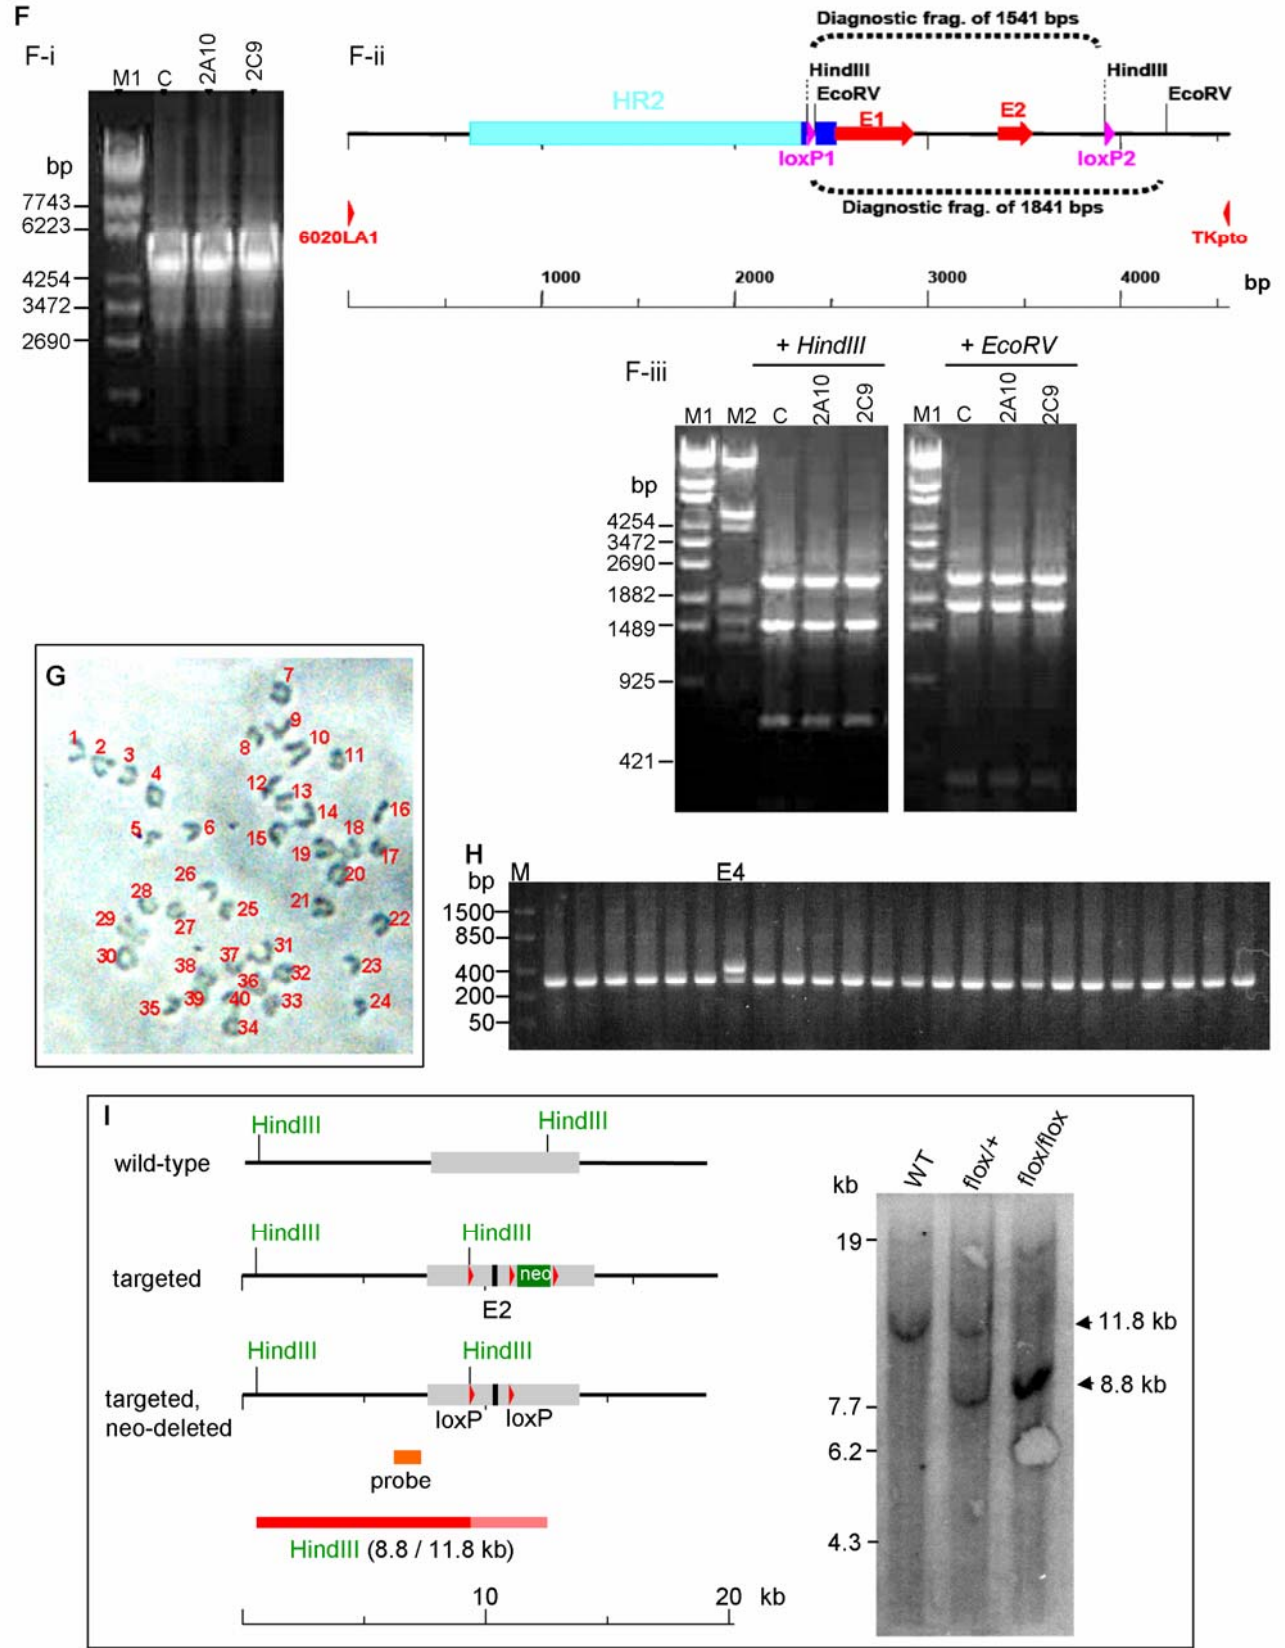 F
F-i
M1 C 2A10 2C9
bp
7743
6223
4254
3472
2690
F-ii
Diagnostic frag. of 1541 bps
HindIII
EcoRV
HindIII
EcoRV
HR2
E1
E2
loxP1
loxP2
Diagnostic frag. of 1841 bps
6020LA1
TKpto
1000 2000 3000 4000 bp
F-iii
+ HindIII
+ EcoRV
M1 M2 C 2A10 2C9
M1 C 2A10 2C9
bp
4254
3472
2690
1882
1489
925
421
G
1
2
3
4
5
6
7
8
9
10
11
12
13
14
15
16
17
18
19
20
21
22
23
24
25
26
27
28
29
30
31
32
33
34
35
36
37
38
39
40
H
M E4
bp
1500
850
400
200
50
I
HindIII HindIII
wild-type
HindIII HindIII
targeted
neo
E2
HindIII HindIII
targeted,
neo-deleted
loxP loxP
probe
HindIII (8.8 / 11.8 kb)
10 20 kb
WT flox/+ flox/flox
kb
19
7.7
6.2
4.3
11.8 kb
8.8 kb